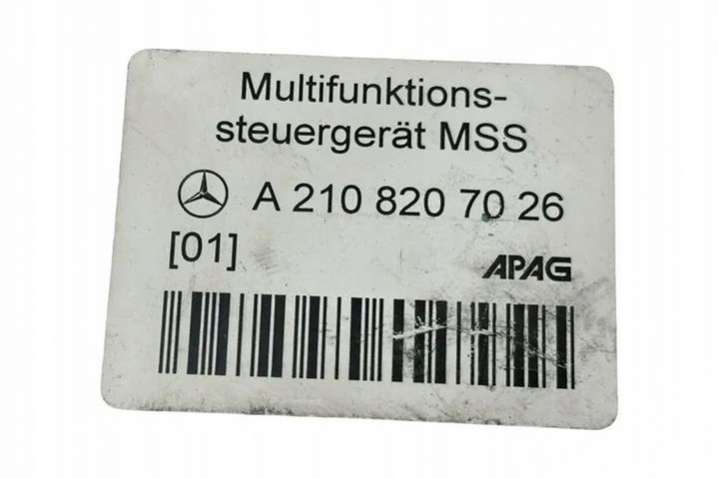 Multifunktions-
steuergerät MSS
A 210 820 70 26
[01] APAG